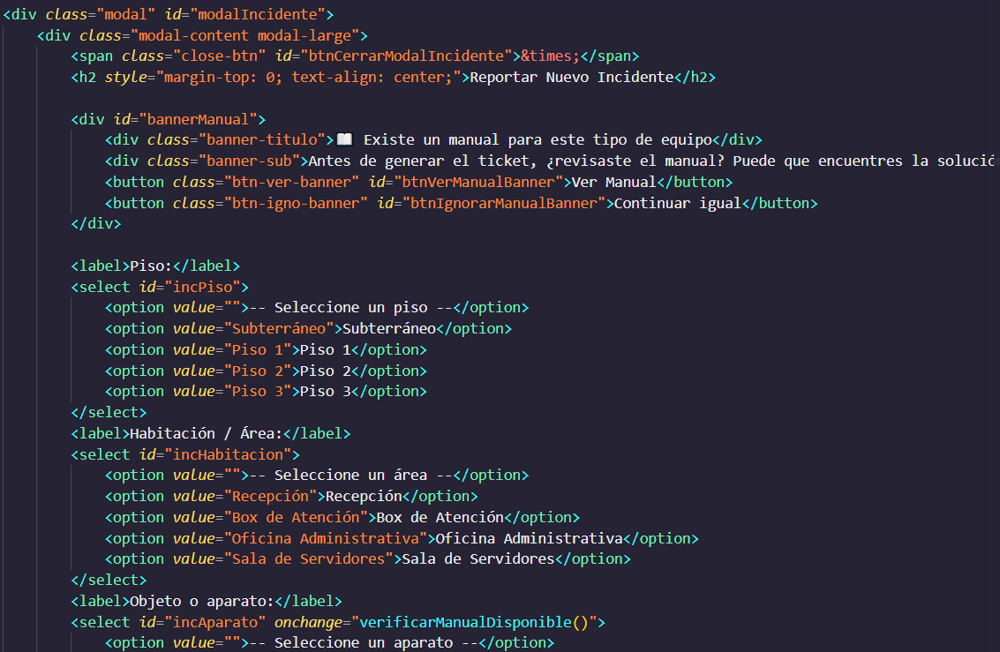 <div class="modal" id="modalIncidente">
<div class="modal-content modal-large">
<span class="close-btn" id="btnCerrarModalIncidente">&times;</span>
<h2 style="margin-top: 0; text-align: center;">Reportar Nuevo Incidente</h2>
<div id="bannerManual">
<div class="banner-titulo">📖 Existe un manual para este tipo de equipo</div>
<div class="banner-sub">Antes de generar el ticket, ¿revisaste el manual? Puede que encuentres la solució
<button class="btn-ver-banner" id="btnVerManualBanner">Ver Manual</button>
<button class="btn-igno-banner" id="btnIgnorarManualBanner">Continuar igual</button>
</div>
<label>Piso:</label>
<select id="incPiso">
<option value="">-- Seleccione un piso --</option>
<option value="Subterráneo">Subterráneo</option>
<option value="Piso 1">Piso 1</option>
<option value="Piso 2">Piso 2</option>
<option value="Piso 3">Piso 3</option>
</select>
<label>Habitación / Área:</label>
<select id="incHabitacion">
<option value="">-- Seleccione un área --</option>
<option value="Recepción">Recepción</option>
<option value="Box de Atención">Box de Atención</option>
<option value="Oficina Administrativa">Oficina Administrativa</option>
<option value="Sala de Servidores">Sala de Servidores</option>
</select>
<label>Objeto o aparato:</label>
<select id="incAparato" onchange="verificarManualDisponible()">
<option value="">-- Seleccione un aparato --</option>